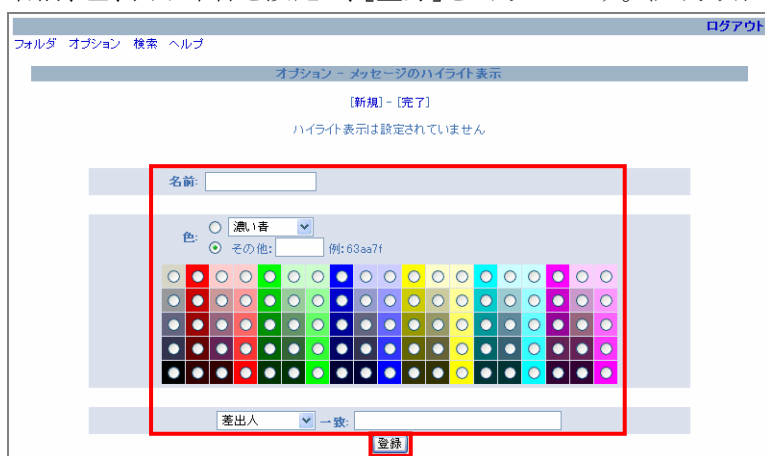 ログアウト
フォルダ オプション 検索 ヘルプ
オプション - メッセージのハイライト表示
[新規] - [完了]
ハイライト表示は設定されていません
名前:
色:
濃い青
その他: 例: 63aa7f
差出人 一致:
登録